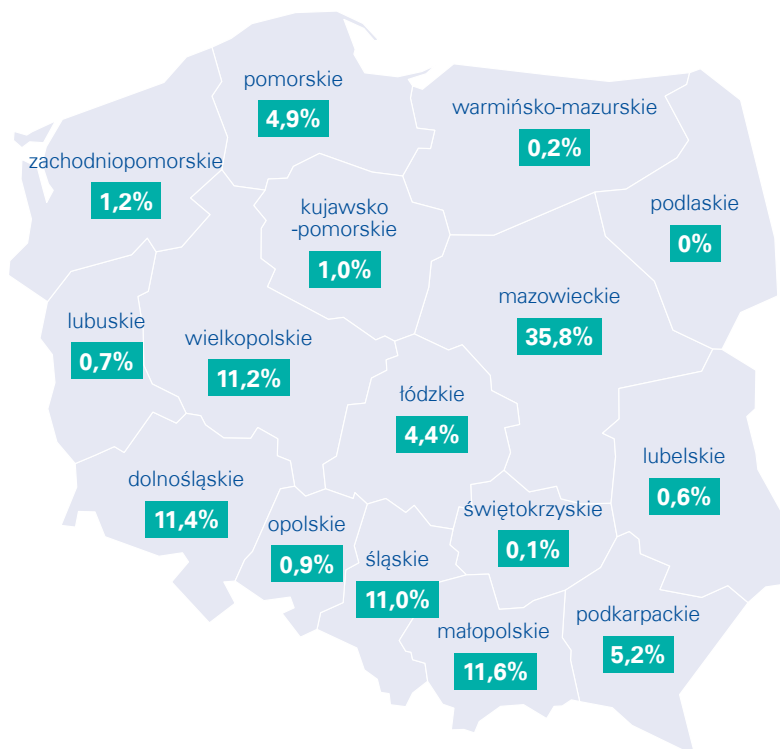 pomorskie
4,9%
warmińsko-mazurskie
0,2%
zachodniopomorskie
1,2%
kujawsko
-pomorskie
1,0%
podlaskie
0%
mazowieckie
35,8%
lubuskie
0,7%
wielkopolskie
11,2%
łódzkie
4,4%
lubelskie
0,6%
dolnośląskie
11,4%
opolskie
0,9%
śląskie
11,0%
świętokrzyskie
0,1%
małopolskie
11,6%
podkarpackie
5,2%